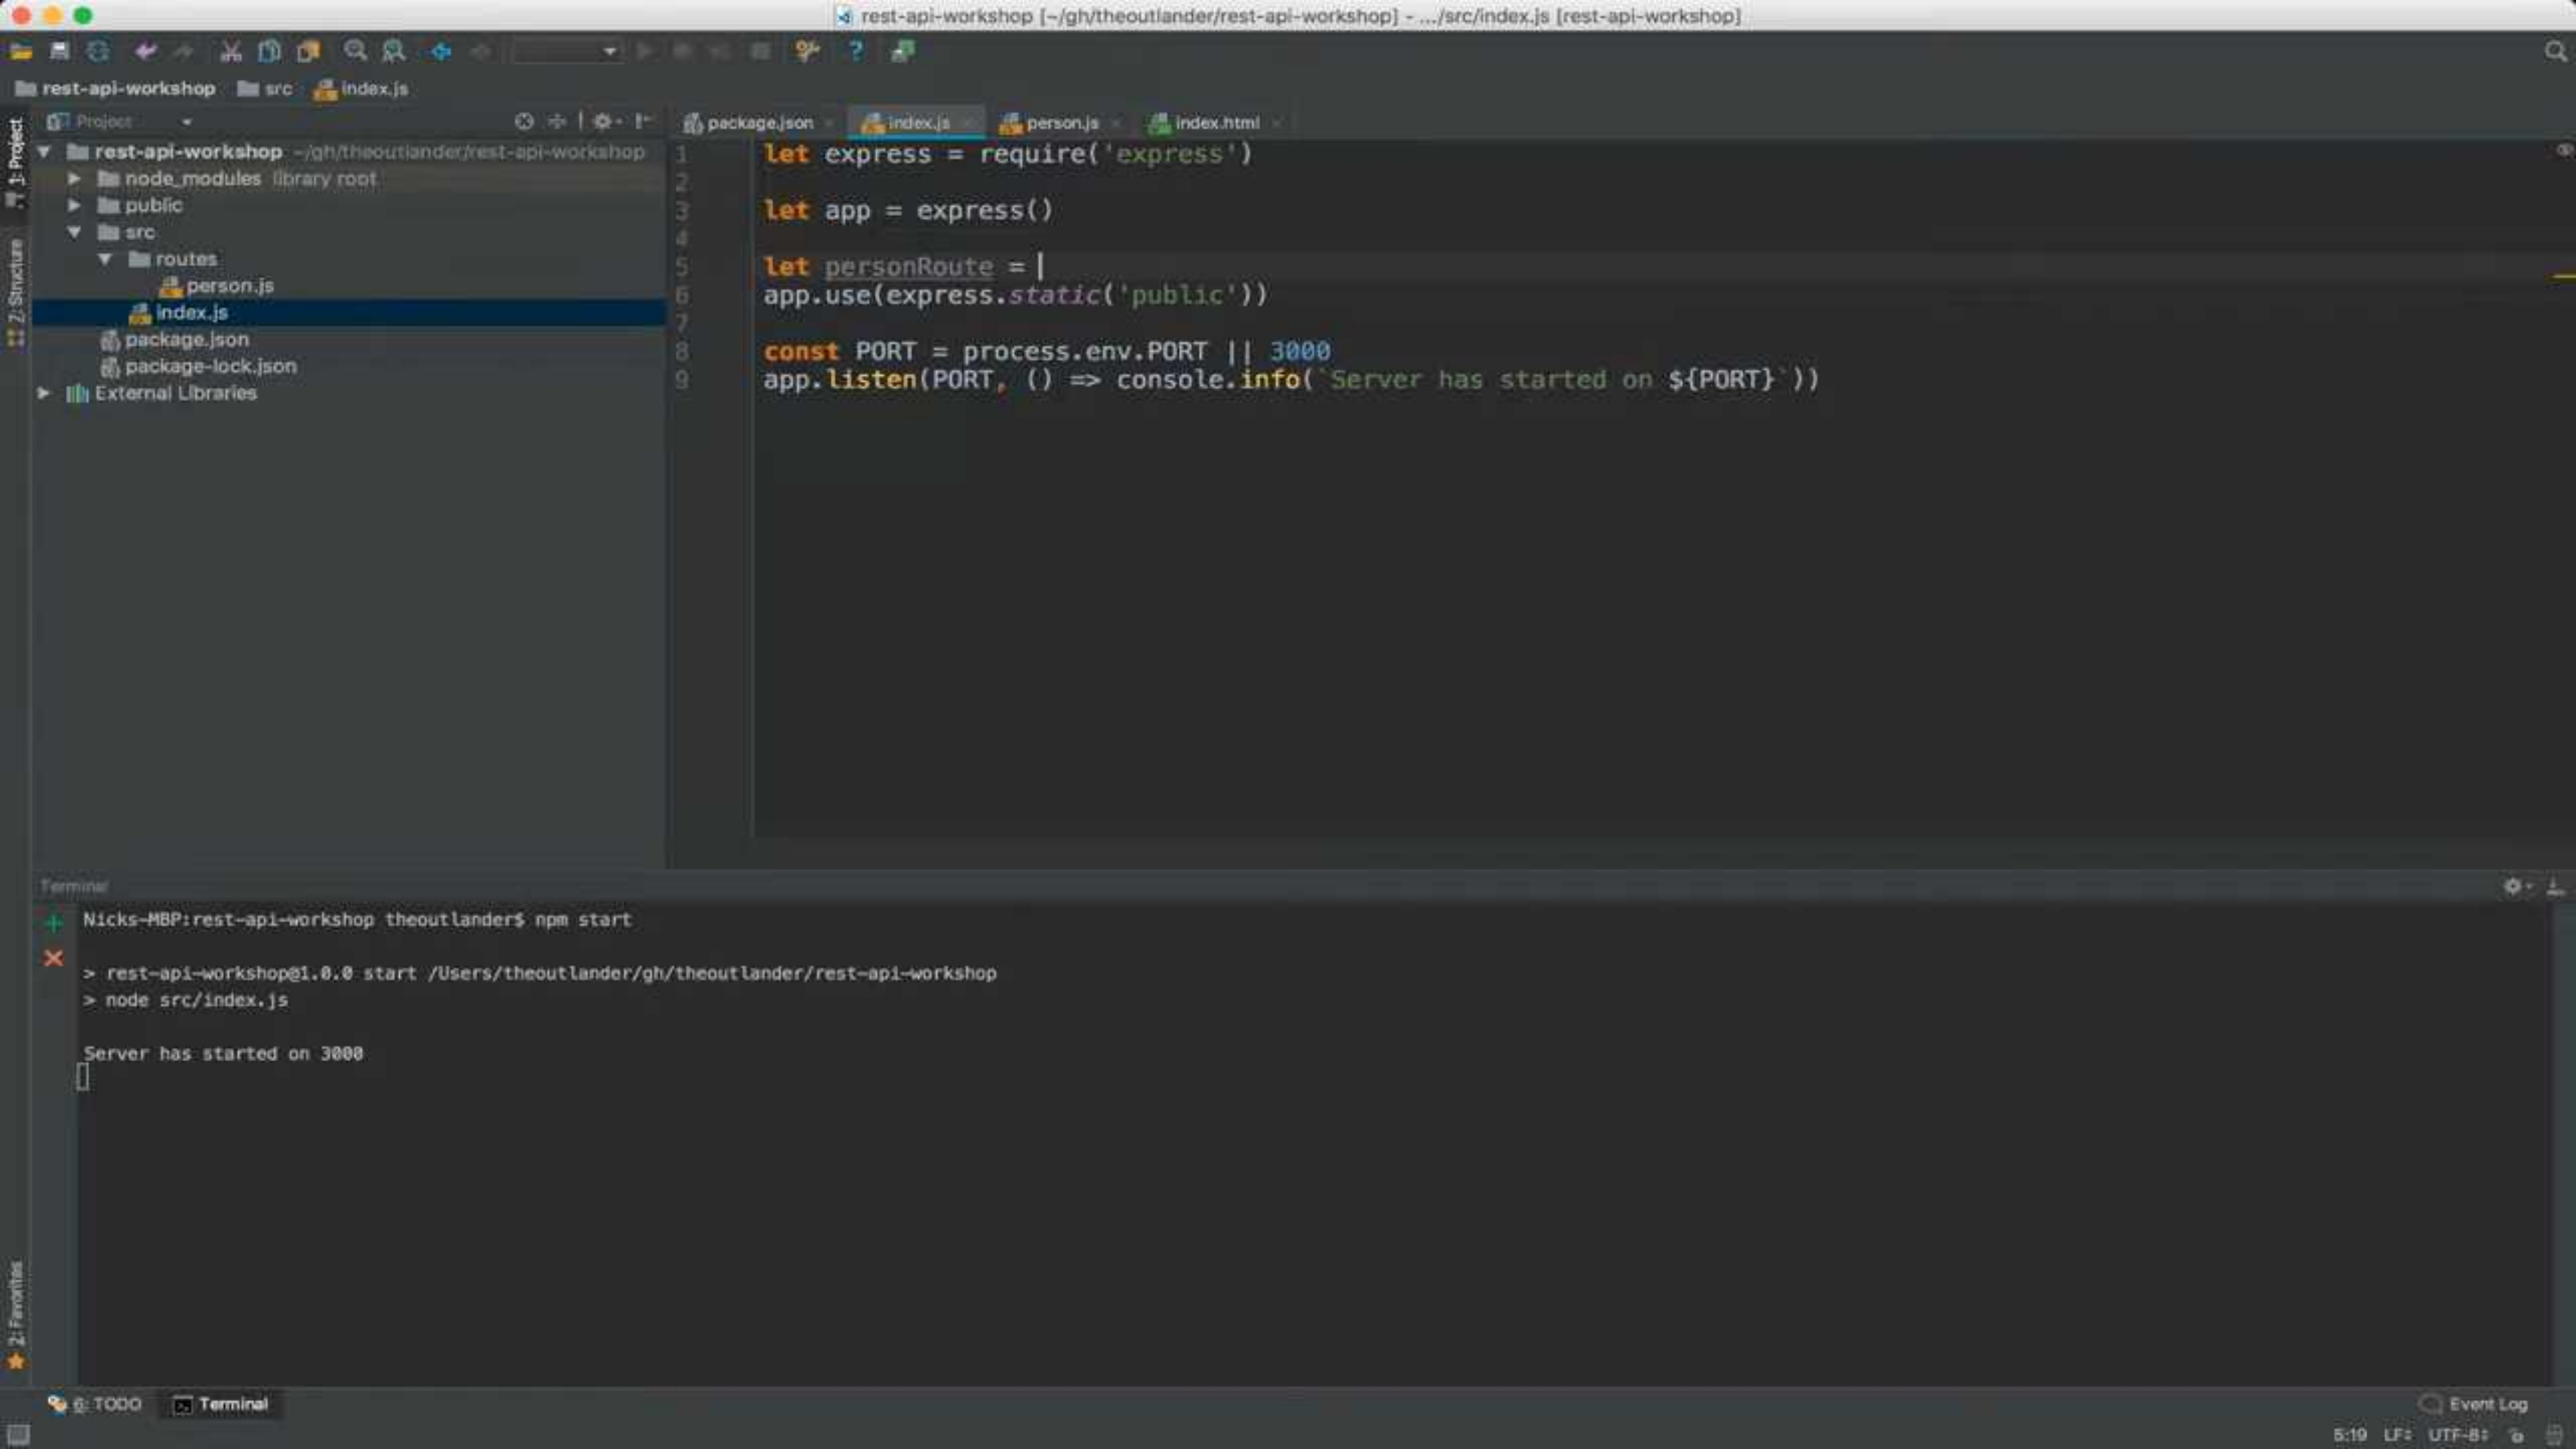 rest-api-workshop [~/gh/theoutlander/rest-api-workshop] - .../src/index.js [rest-api-workshop]
rest-api-workshop src index.js
1: Project
Project
package.json index.js person.js index.html
rest-api-workshop ~/gh/theoutlander/rest-api-workshop
node_modules library root
public
src
routes
person.js
index.js
package.json
package-lock.json
External Libraries
Z: Structure
1 let express = require('express')
2
3 let app = express()
4
5 let personRoute =
6 app.use(express.static('public'))
7
8 const PORT = process.env.PORT || 3000
9 app.listen(PORT, () => console.info(`Server has started on ${PORT}`))
Terminal
Nicks-MBP:rest-api-workshop theoutlander$ npm start
> rest-api-workshop@1.0.0 start /Users/theoutlander/gh/theoutlander/rest-api-workshop
> node src/index.js
Server has started on 3000
2: Favorites
6: TODO Terminal
Event Log
5:19 LF÷ UTF-8÷